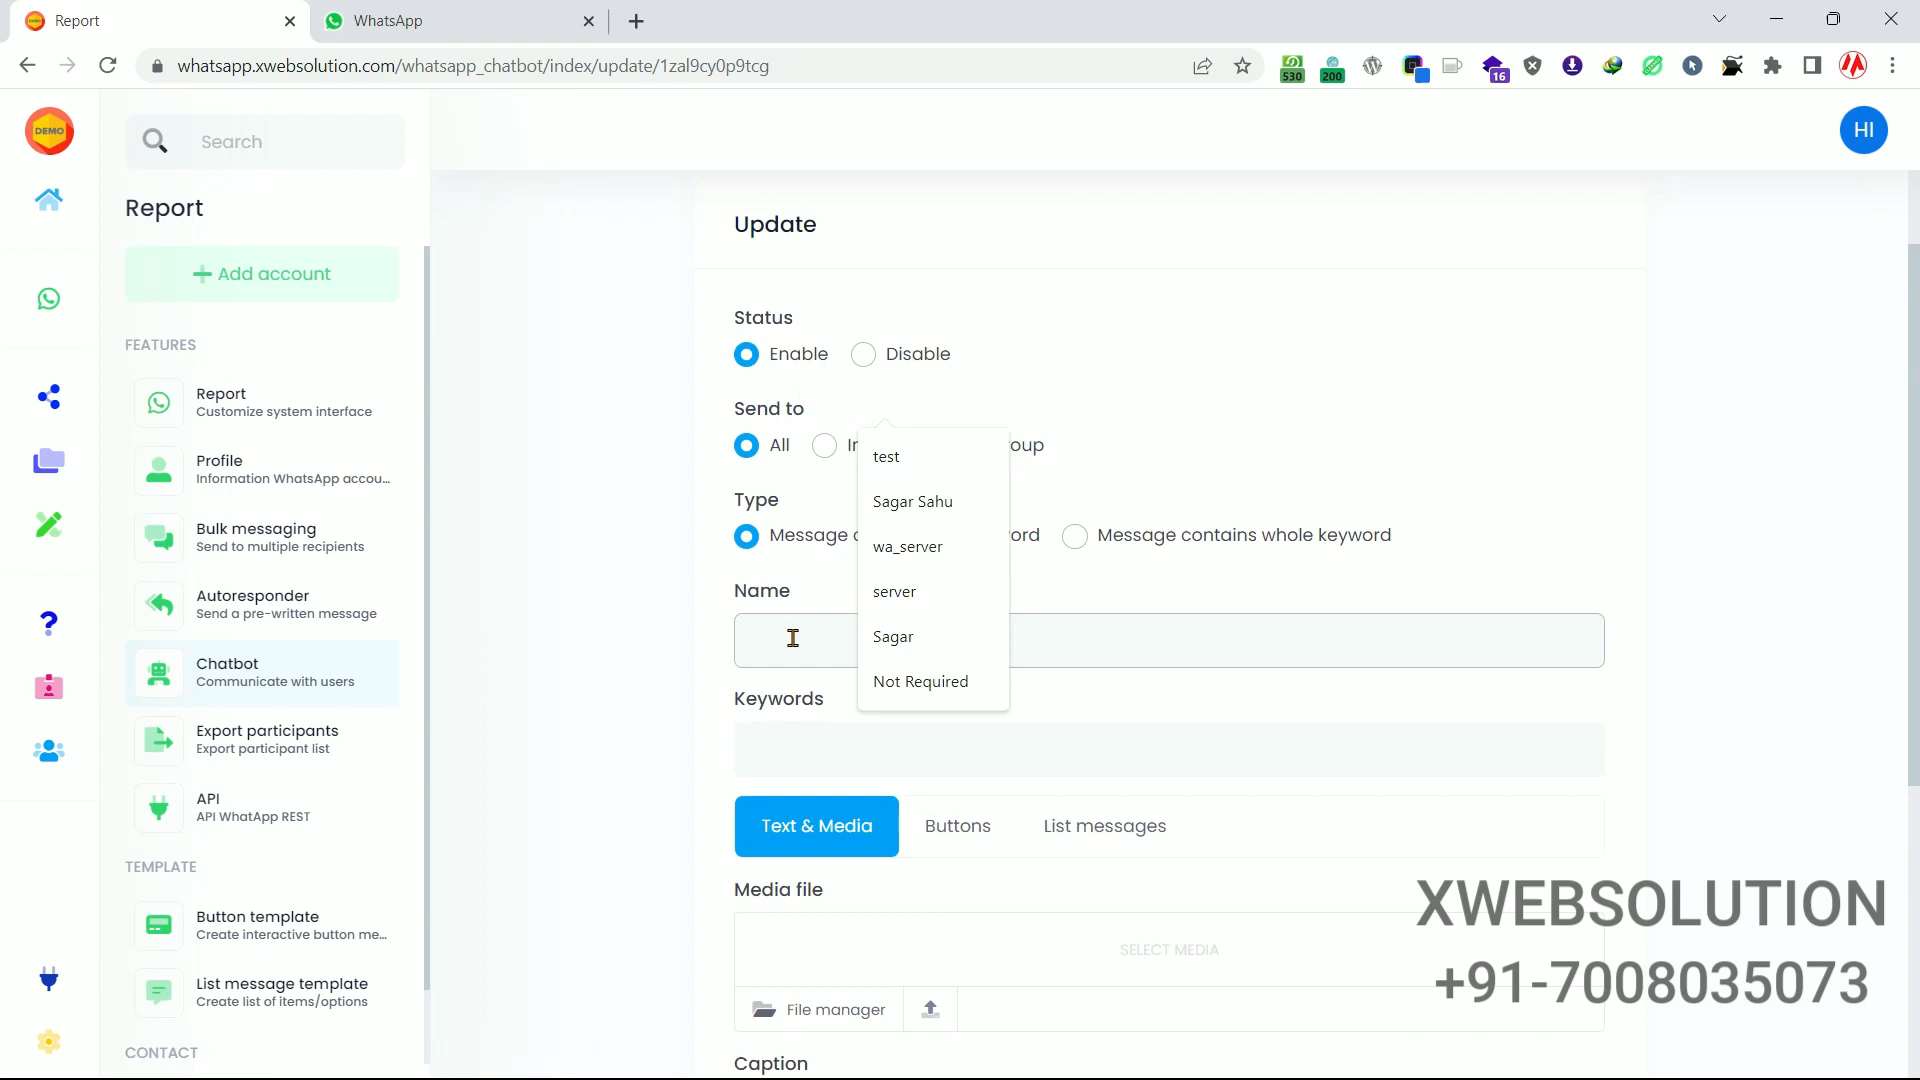 Report
WhatsApp
whatsapp.xwebsolution.com/whatsapp_chatbot/index/update/1zal9cy0p9tcg
530
200
16
DEMO
Search
HI
Report
Add account
FEATURES
Report
Customize system interface
Profile
Information WhatsApp accou...
Bulk messaging
Send to multiple recipients
Autoresponder
Send a pre-written message
Chatbot
Communicate with users
Export participants
Export participant list
API
API WhatApp REST
TEMPLATE
Button template
Create interactive button me...
List message template
Create list of items/options
CONTACT
Update
Status
Enable
Disable
Send to
All
oup
Type
Message
ord
Message contains whole keyword
Name
test
Sagar Sahu
wa_server
server
Sagar
Not Required
Keywords
Text & Media
Buttons
List messages
Media file
SELECT MEDIA
File manager
Caption
XWEBSOLUTION
+91-7008035073